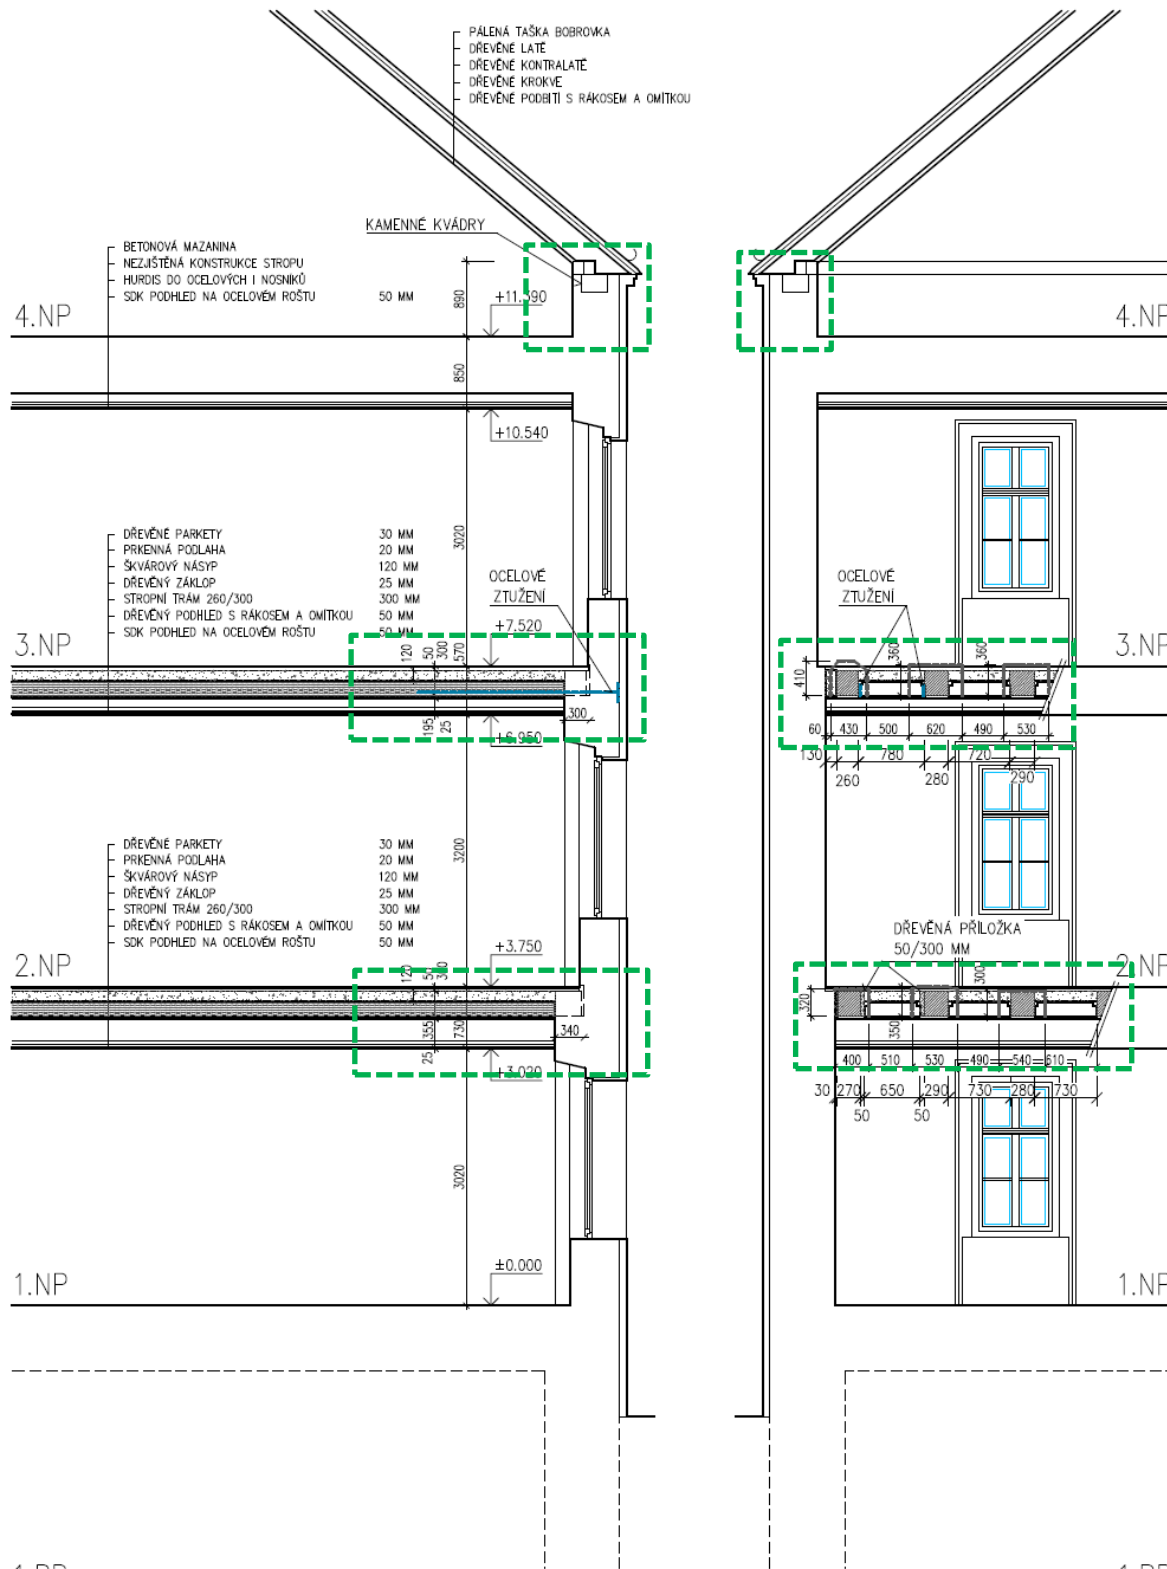 PÁLENÁ TAŠKA BOBROVKA
DŘEVĚNÉ LATĚ
DŘEVĚNÉ KONTRALATĚ
DŘEVĚNÉ KROKVE
DŘEVĚNÉ PODBITÍ S RÁKOSEM A OMÍTKOU
KAMENNÉ KVÁDRY
BETONOVÁ MAZANINA
NEZJIŠTĚNÁ KONSTRUKCE STROPU
HURDIS DO OCELOVÝCH I NOSNÍKŮ
SDK PODHLED NA OCELOVÉM ROŠTU 50 MM
890
+11.390
4.NP
4.NP
850
+10.540
3020
DŘEVĚNÉ PARKETY 30 MM
PRKENNÁ PODLAHA 20 MM
ŠKVÁROVÝ NÁSYP 120 MM
DŘEVĚNÝ ZÁKLOP 25 MM
STROPNÍ TRÁM 260/300 300 MM
DŘEVĚNÝ PODHLED S RÁKOSEM A OMÍTKOU 50 MM
SDK PODHLED NA OCELOVÉM ROŠTU 50 MM
OCELOVÉ
ZTUŽENÍ
OCELOVÉ
ZTUŽENÍ
+7.520
3.NP
3.NP
120 50 300 570
360 360
410
300
195 25
+6.950
60 430 500 620 490 530
130 780 720
260 280 290
3200
DŘEVĚNÉ PARKETY 30 MM
PRKENNÁ PODLAHA 20 MM
ŠKVÁROVÝ NÁSYP 120 MM
DŘEVĚNÝ ZÁKLOP 25 MM
STROPNÍ TRÁM 260/300 300 MM
DŘEVĚNÝ PODHLED S RÁKOSEM A OMÍTKOU 50 MM
SDK PODHLED NA OCELOVÉM ROŠTU 50 MM
DŘEVĚNÁ PŘÍLOŽKA
50/300 MM
+3.750
2.NP
2.NP
120 50
300
320
350
340
355 730
25
+3.020
400 510 530 490 540 610
30 270 650 290 730 280 730
50 50
3020
±0.000
1.NP
1.NP